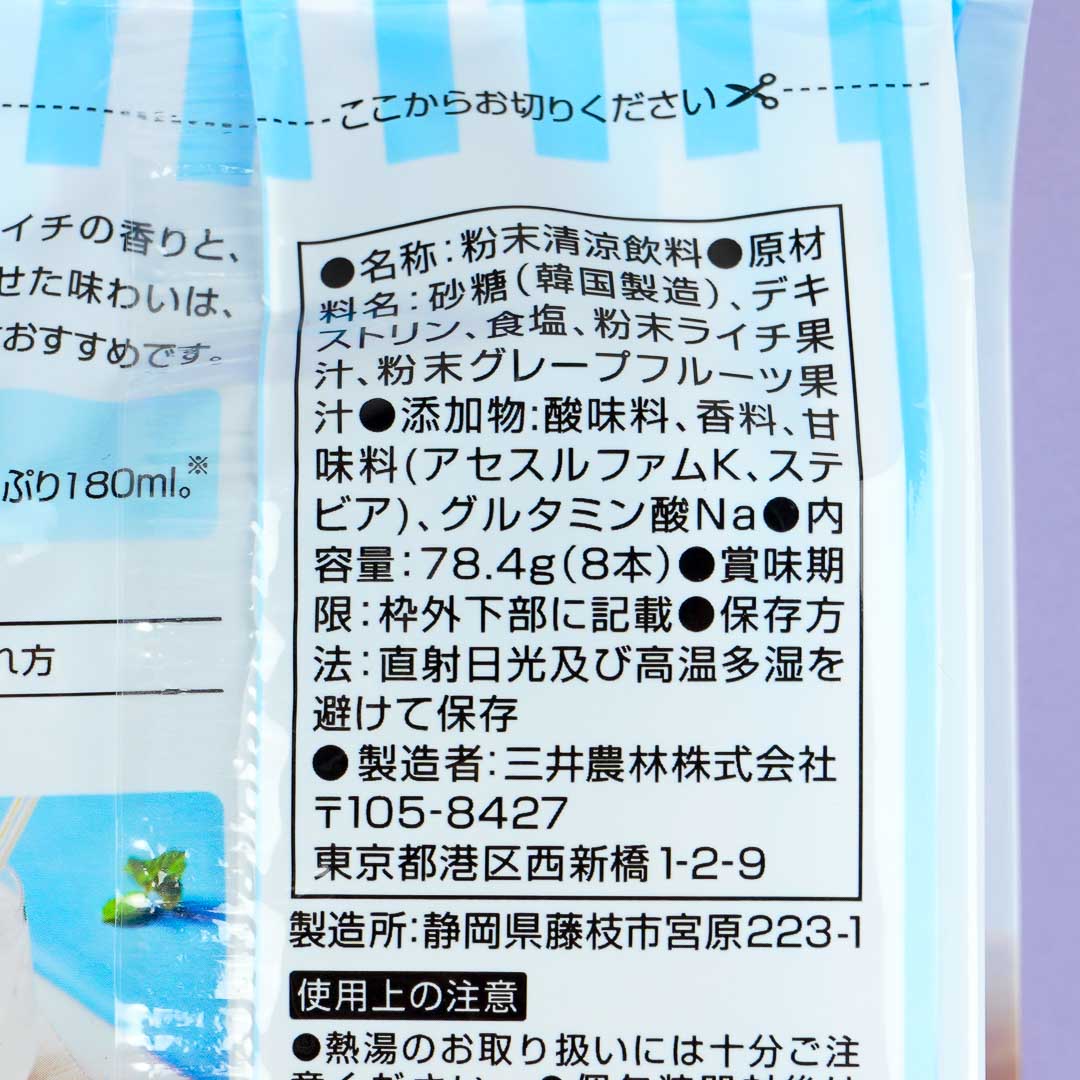 ここからお切りください
イチの香りと、
せた味わいは、
おすすめです。
ぷり180ml。※
れ方
●名称:粉末清涼飲料●原材
料名:砂糖(韓国製造)、デキ
ストリン、食塩、粉末ライチ果
汁、粉末グレープフルーツ果
汁●添加物:酸味料、香料、甘
味料(アセスルファムK、ステ
ビア)、グルタミン酸Na●内
容量:78.4g(8本)●賞味期
限:枠外下部に記載●保存方
法:直射日光及び高温多湿を
避けて保存
●製造者:三井農林株式会社
〒105-8427
東京都港区西新橋1-2-9
製造所:静岡県藤枝市宮原223-1
使用上の注意
●熱湯のお取り扱いには十分ご注